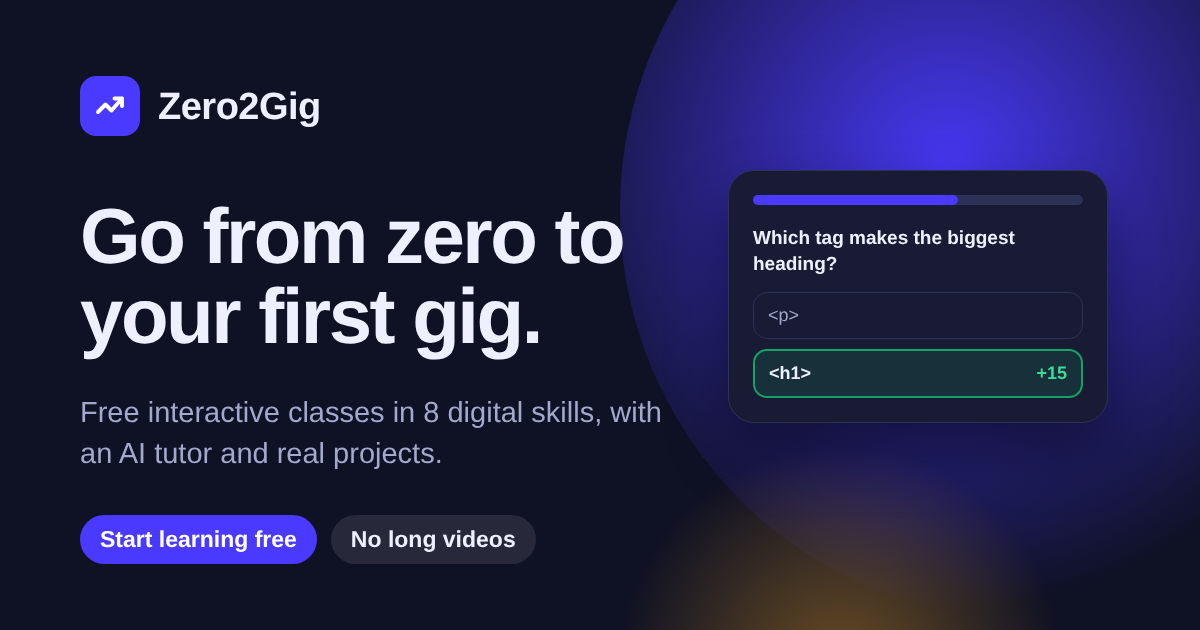 Zero2Gig
Go from zero to
your first gig.
Free interactive classes in 8 digital skills, with
an AI tutor and real projects.
Start learning free
No long videos
Which tag makes the biggest
heading?
<p>
<h1>
+15